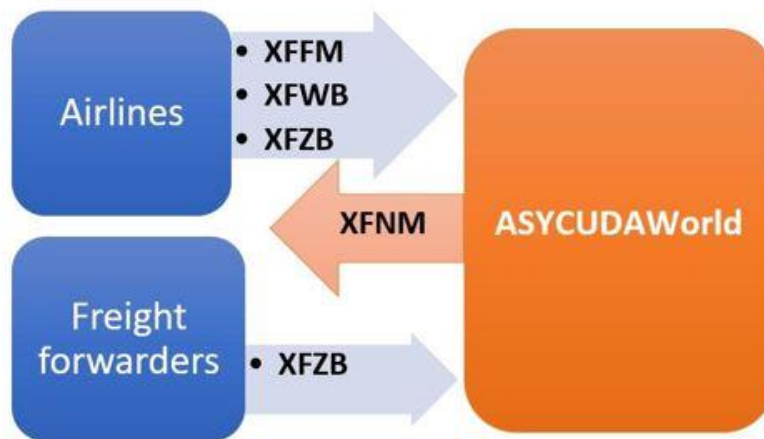 Airlines
• XFFM
• XFWB
• XFZB
XFNM
ASYCUDAWorld
Freight
forwarders
• XFZB